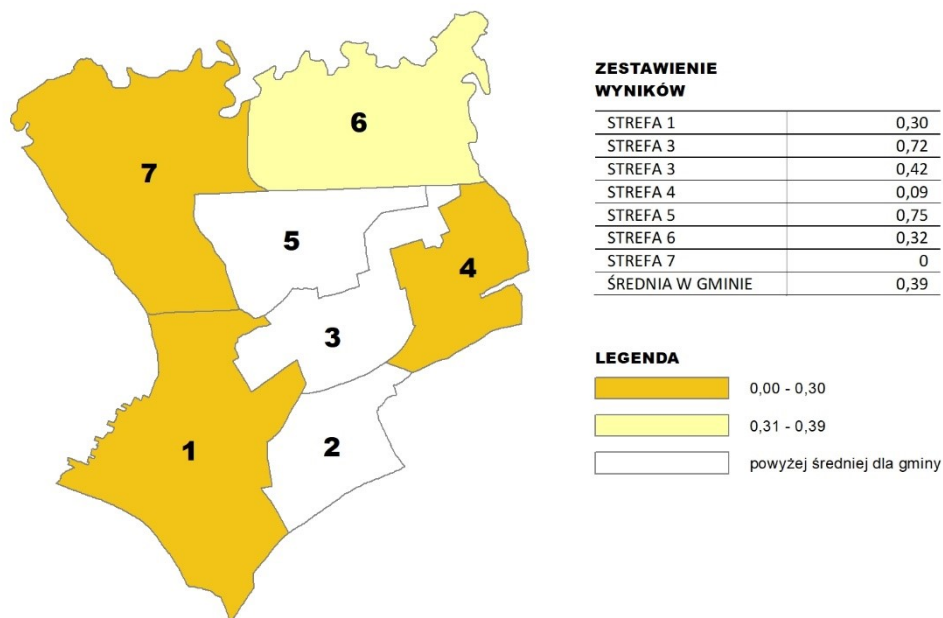 6
7
5
4
3
1
2
ZESTAWIENIE
WYNIKÓW
STREFA 1 0,30
STREFA 3 0,72
STREFA 3 0,42
STREFA 4 0,09
STREFA 5 0,75
STREFA 6 0,32
STREFA 7 0
ŚREDNIA W GMINIE 0,39
LEGENDA
0,00 - 0,30
0,31 - 0,39
powyżej średniej dla gminy